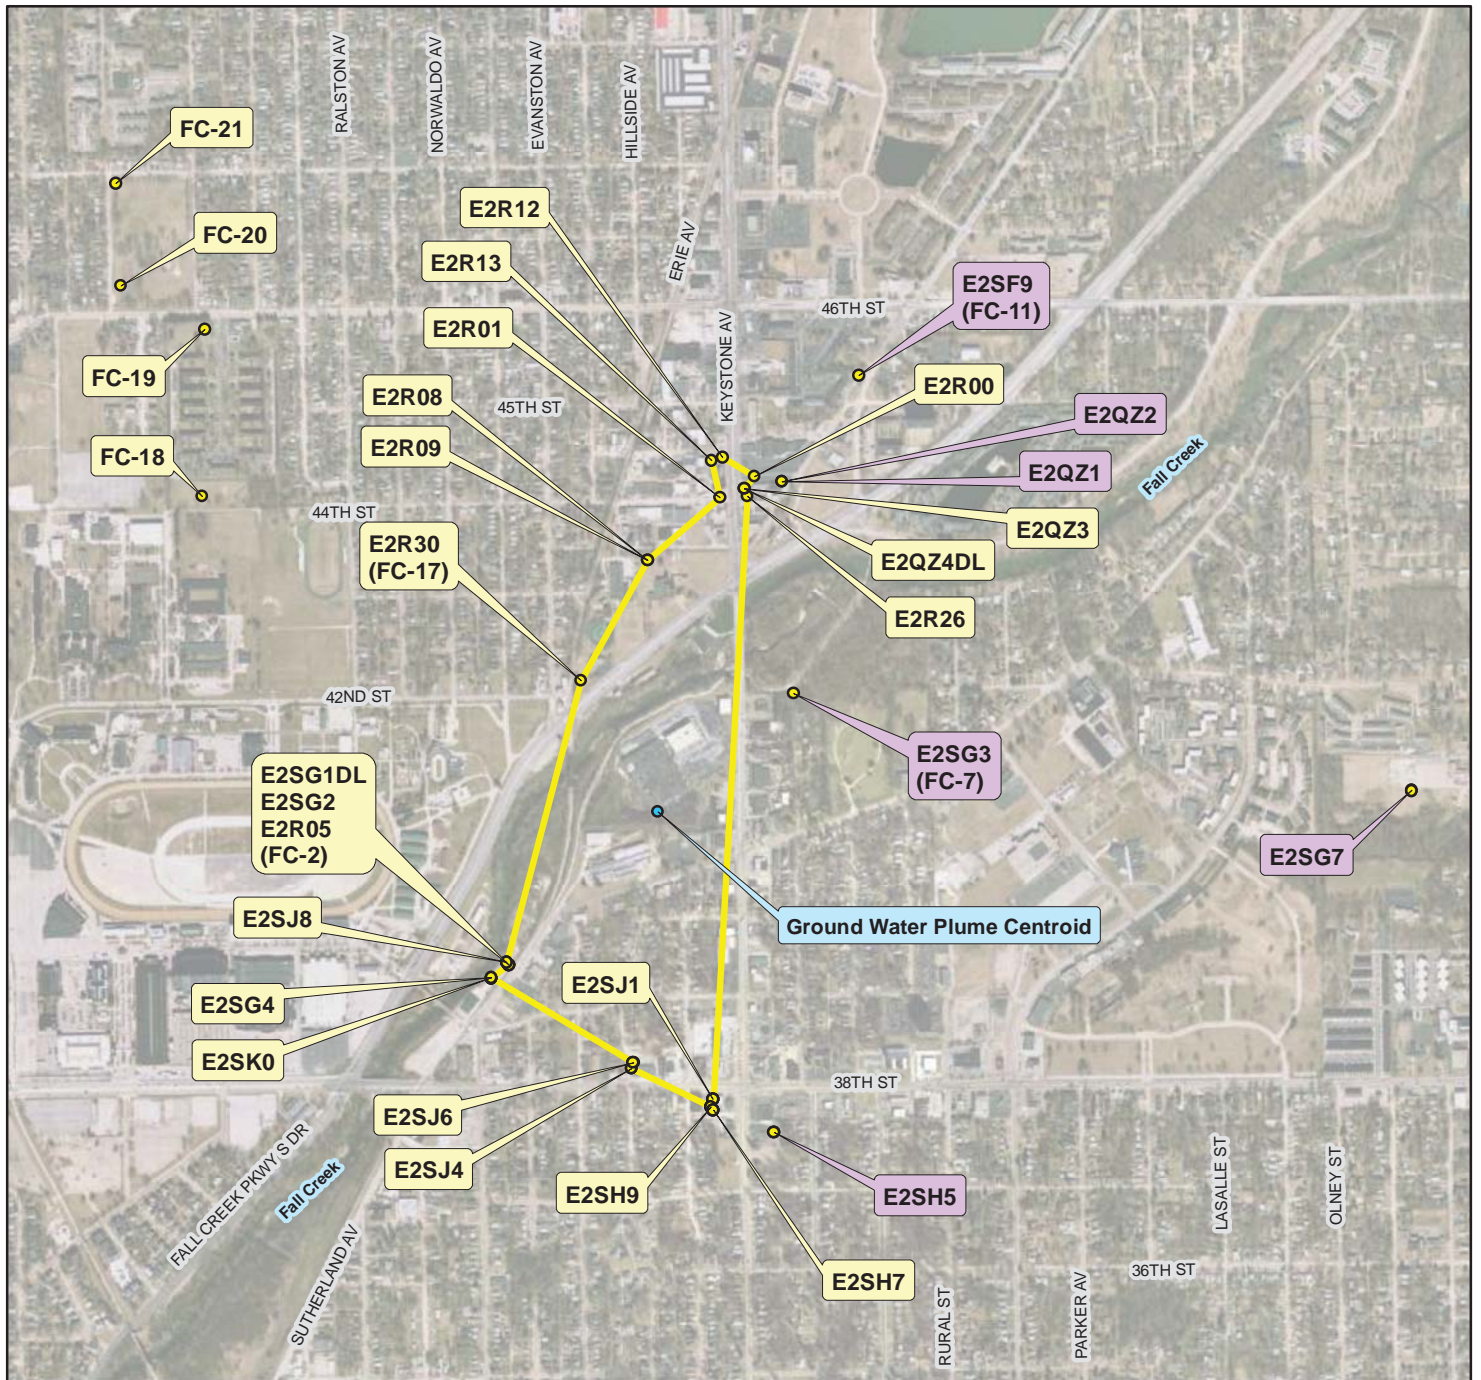 RALSTON AV
NORWALDO AV
EVANSTON AV
HILLSIDE AV
FC-21
E2R12
FC-20
E2R13
ERIE AV
E2SF9
(FC-11)
46TH ST
E2R01
KEYSTONE AV
FC-19
E2R08
E2R00
45TH ST
E2QZ2
E2R09
FC-18
Fall Creek
E2QZ1
44TH ST
E2QZ3
E2R30
(FC-17)
E2QZ4DL
E2R26
42ND ST
E2SG3
(FC-7)
E2SG1DL
E2SG2
E2R05
(FC-2)
E2SG7
E2SJ8
Ground Water Plume Centroid
E2SJ1
E2SG4
E2SK0
38TH ST
E2SJ6
E2SJ4
FALL CREEK PKWY S DR
Fall Creek
E2SH9
E2SH5
LASALLE ST
OLNEY ST
SUTHERLAND AV
E2SH7
36TH ST
RURAL ST
PARKER AV